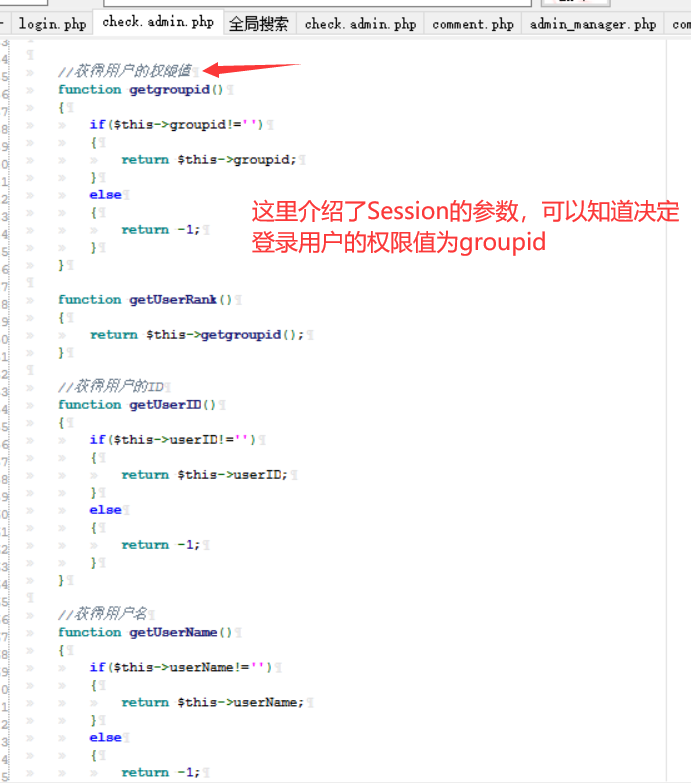 login.php check.admin.php 全局搜索 check.admin.php comment.php admin_manager.php com
//获得用户的权限值
function getgroupid()
{
if($this->groupid!='')
{
return $this->groupid;
}
else
{
return -1;
}
}
这里介绍了Session的参数，可以知道决定
登录用户的权限值为groupid
function getUserRank()
{
return $this->getgroupid();
}
//获得用户的ID
function getUserID()
{
if($this->userID!='')
{
return $this->userID;
}
else
{
return -1;
}
}
//获得用户名
function getUserName()
{
if($this->userName!='')
{
return $this->userName;
}
else
{
return -1;